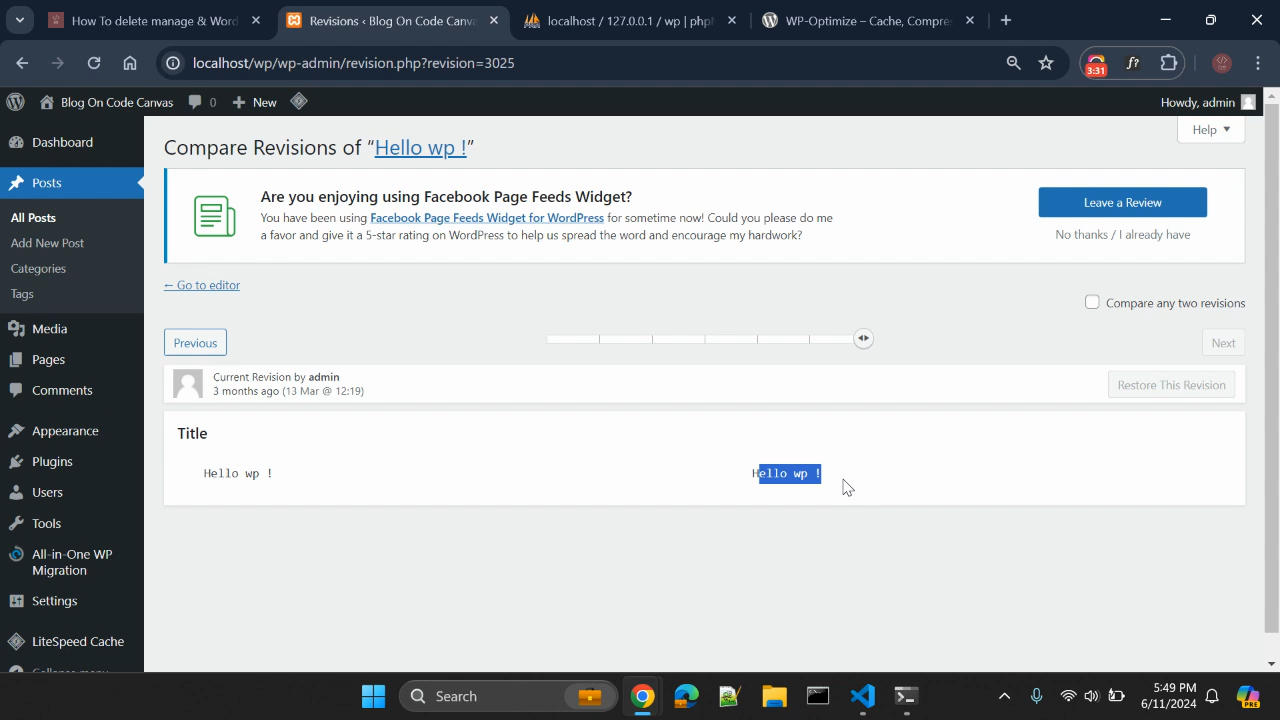 How To delete manage & Word
Revisions ‹ Blog On Code Canva
localhost / 127.0.0.1 / wp | phpM
WP-Optimize – Cache, Compres
localhost/wp/wp-admin/revision.php?revision=3025
3:31
f?
Blog On Code Canvas
0
New
Howdy, admin
Dashboard
Posts
All Posts
Add New Post
Categories
Tags
Media
Pages
Comments
Appearance
Plugins
Users
Tools
All-in-One WP
Migration
Settings
LiteSpeed Cache
Collapse menu
Help
Compare Revisions of “Hello wp !”
Are you enjoying using Facebook Page Feeds Widget?
You have been using Facebook Page Feeds Widget for WordPress for sometime now! Could you please do me
a favor and give it a 5-star rating on WordPress to help us spread the word and encourage my hardwork?
Leave a Review
No thanks / I already have
← Go to editor
Compare any two revisions
Previous
Next
Current Revision by admin
3 months ago (13 Mar @ 12:19)
Restore This Revision
Title
Hello wp !
Hello wp !
Search
5:49 PM
6/11/2024
PRE